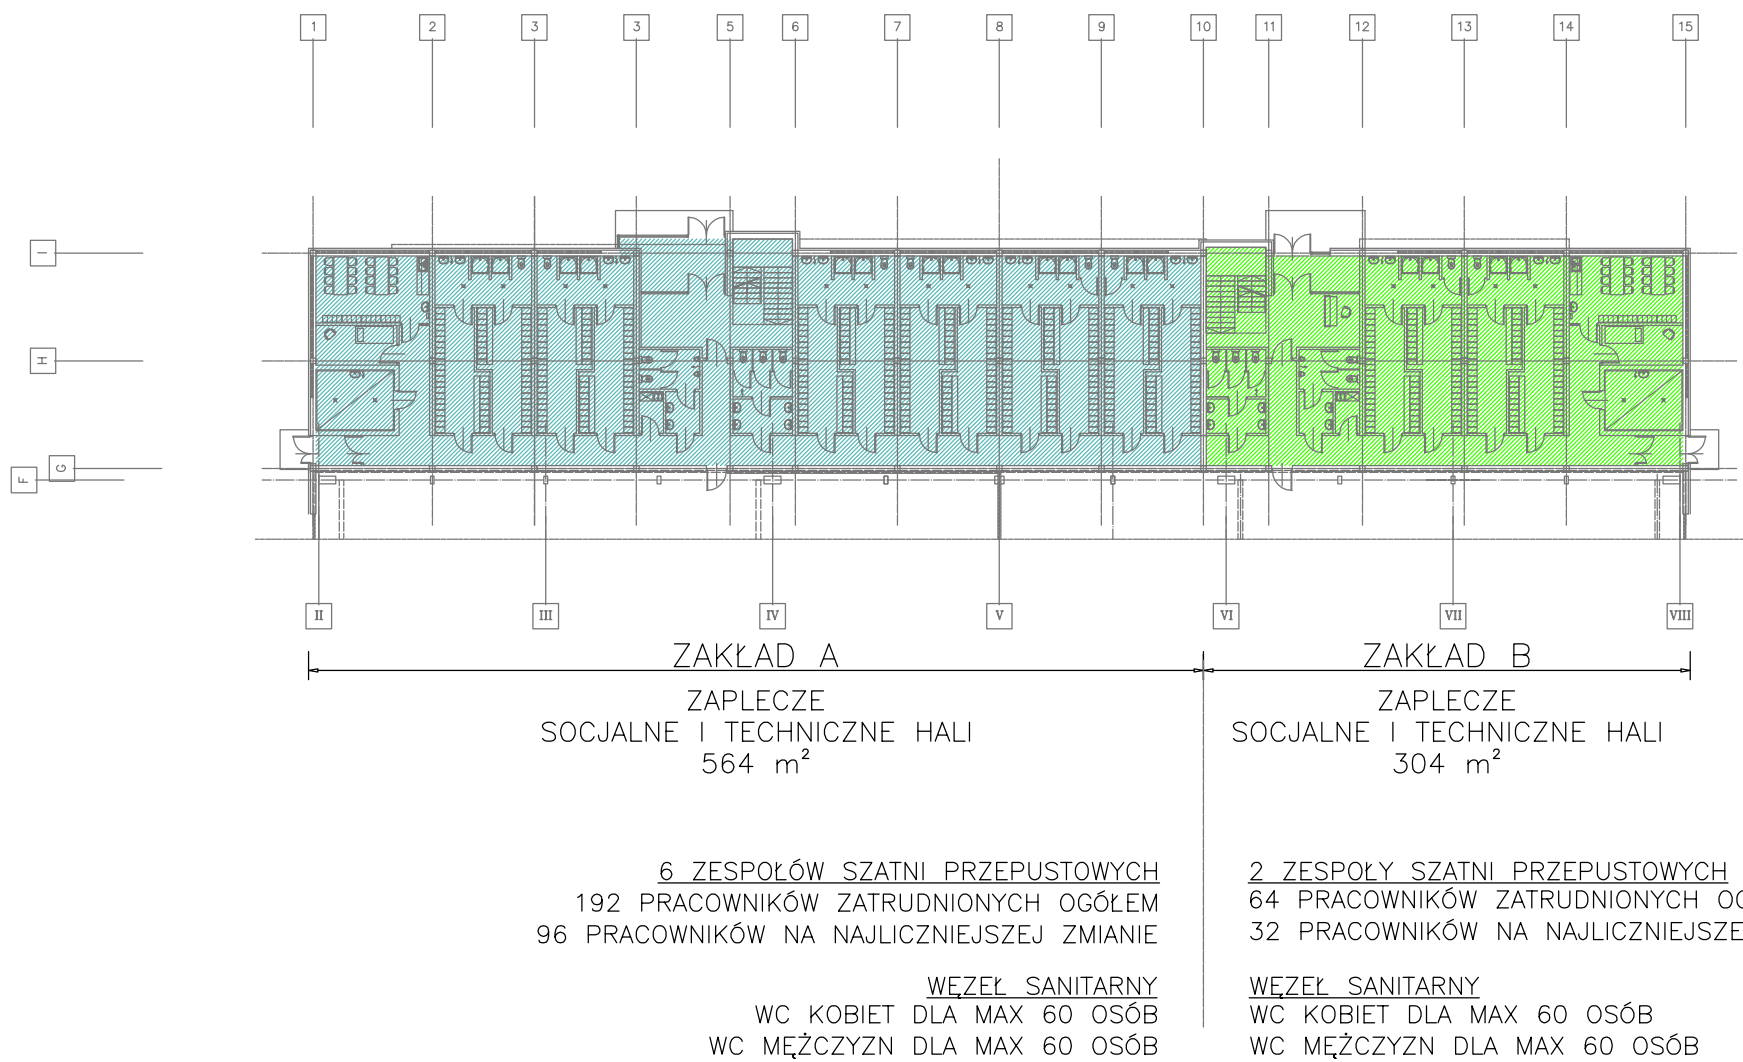 1 2 3 3 5 6 7 8 9 10 11 12 13 14 15
I
H
G
F
II III IV V VI VII VIII
ZAKŁAD A
ZAPLECZE
SOCJALNE I TECHNICZNE HALI
564 m²
ZAKŁAD B
ZAPLECZE
SOCJALNE I TECHNICZNE HALI
304 m²
6 ZESPOŁÓW SZATNI PRZEPUSTOWYCH
192 PRACOWNIKÓW ZATRUDNIONYCH OGÓŁEM
96 PRACOWNIKÓW NA NAJLICZNIEJSZEJ ZMIANIE
WĘZEŁ SANITARNY
WC KOBIET DLA MAX 60 OSÓB
WC MĘŻCZYZN DLA MAX 60 OSÓB
2 ZESPOŁY SZATNI PRZEPUSTOWYCH
64 PRACOWNIKÓW ZATRUDNIONYCH
32 PRACOWNIKÓW NA
WĘZEŁ SANITARNY
WC KOBIET DLA MAX 60 OSÓB
WC MĘŻCZYZN DLA MAX 60 OSÓB